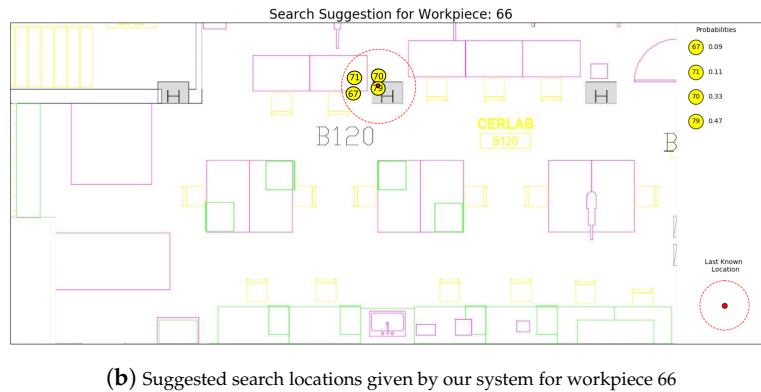 Search Suggestion for Workpiece: 66
Probabilities
67 0.09
71 0.11
70 0.33
79 0.47
71
70
67
79
H
H
H
B120
CERLAB
B120
B
Last Known
Location
(b) Suggested search locations given by our system for workpiece 66